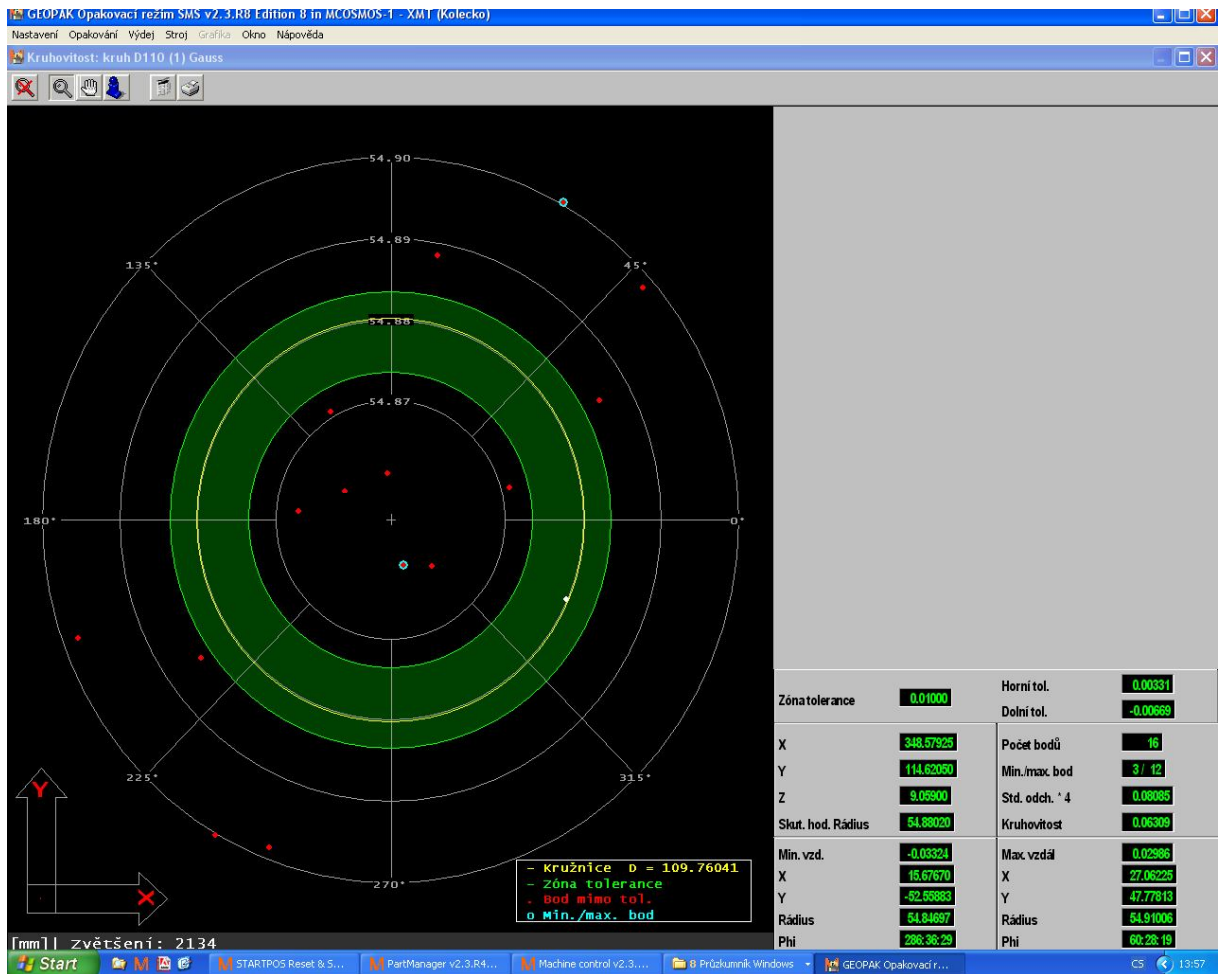 GEOPAK Opakovací režim SMS v2.3.R8 Edition 8 in MCOSMOS-1 - XMT (Kolecko)
Nastavení Opakování Výdej Stroj Grafika Okno Nápověda
Kruhovitost: kruh D110 (1) Gauss
54.90
54.89
135° 45°
54.88
54.87
180° 0°
225° 315°
270°
Y
X
– Kružnice D = 109.76041
– Zóna tolerance
. Bod mimo tol.
o Min./max. bod
[mm]| Zvětšení: 2134
Zóna tolerance 0.01000
Horní tol. 0.00331
Dolní tol. -0.00669
X 348.57925
Y 114.62050
Z 9.05900
Skut. hod. Rádius 54.88020
Počet bodů 16
Min./max. bod 3 / 12
Std. odch. * 4 0.08085
Kruhovitost 0.06309
Min. vzd. -0.03324
X 15.67670
Y -52.55883
Rádius 54.84697
Phi 286:36:29
Max. vzdál 0.02986
X 27.06225
Y 47.77813
Rádius 54.91006
Phi 60:28:19
Start STARTPOS Reset & S... PartManager v2.3.R4... Machine control v2.3.... 8 Průzkumník Windows GEOPAK Opakovací r... CS 13:57